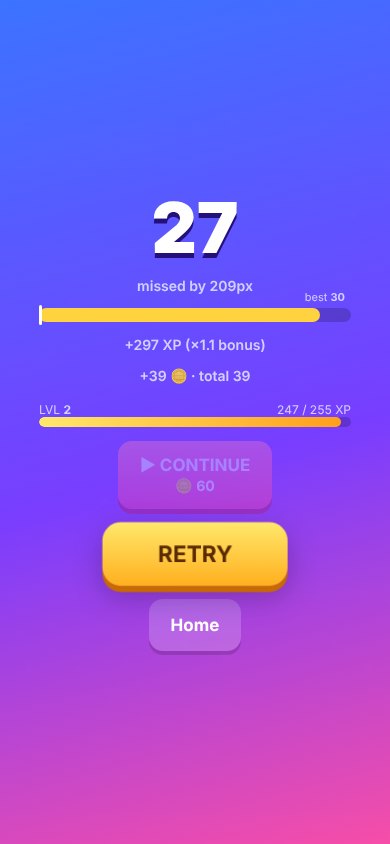 27
missed by 209px
best 30
+297 XP (×1.1 bonus)
+39 🪙 · total 39
LVL 2
247 / 255 XP
▶ CONTINUE
🪙 60
RETRY
Home